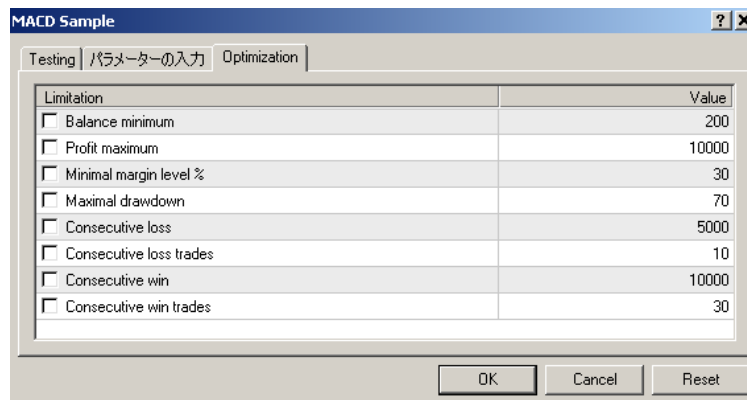 MACD Sample
Testing パラメーターの入力 Optimization
Limitation Value
Balance minimum 200
Profit maximum 10000
Minimal margin level % 30
Maximal drawdown 70
Consecutive loss 5000
Consecutive loss trades 10
Consecutive win 10000
Consecutive win trades 30
OK Cancel Reset